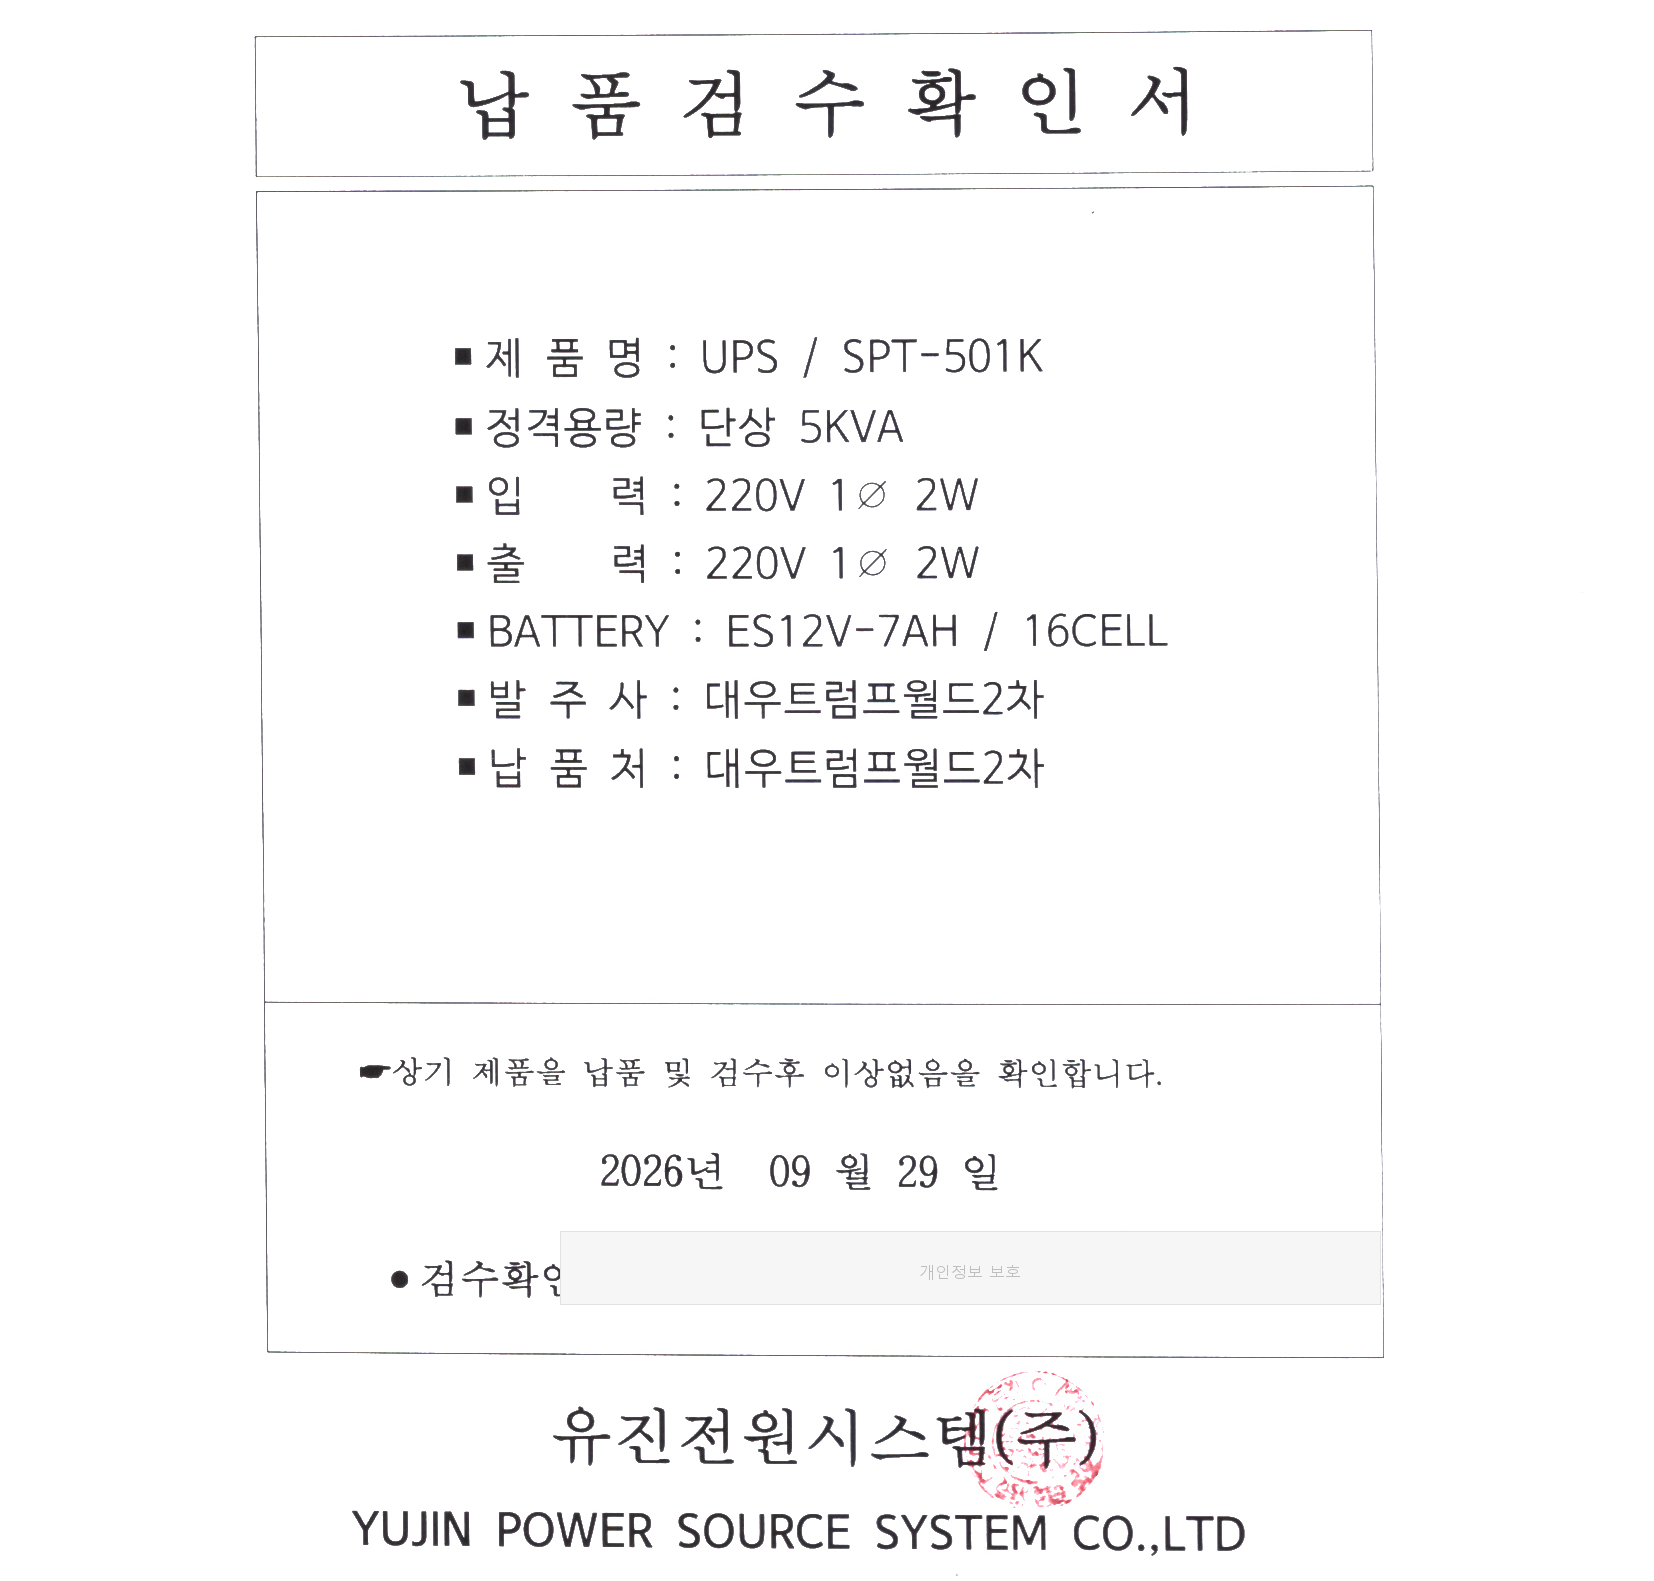 납 품 검 수 확 인 서
■ 제 품 명 : UPS / SPT-501K
■ 정격용량 : 단상 5KVA
■ 입 력 : 220V 1∅ 2W
■ 출 력 : 220V 1∅ 2W
■ BATTERY : ES12V-7AH / 16CELL
■ 발 주 사 : 대우트럼프월드2차
■ 납 품 처 : 대우트럼프월드2차
☛상기 제품을 납품 및 검수후 이상없음을 확인합니다.
2026년 09 월 29 일
● 검수확인
개인정보 보호
유진전원시스템(주)
YUJIN POWER SOURCE SYSTEM CO.,LTD